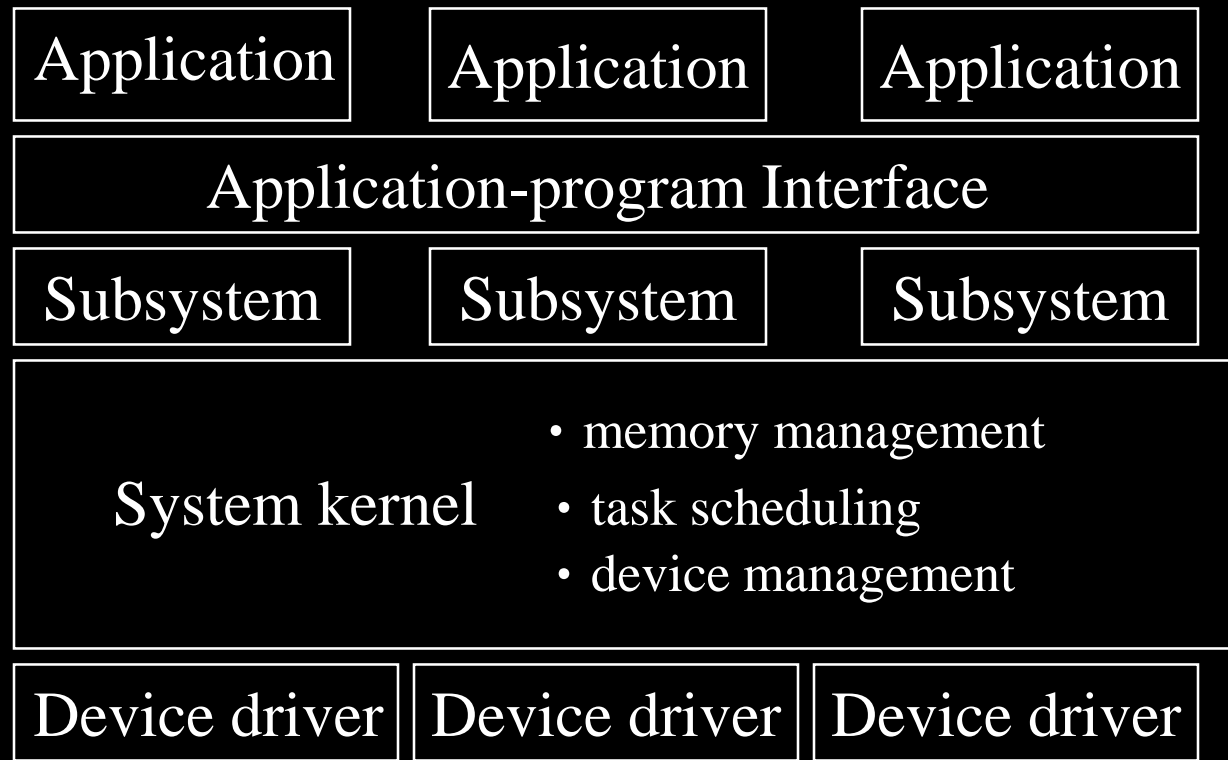 Application Application Application
Application-program Interface
Subsystem Subsystem Subsystem
• memory management
System kernel
• task scheduling
• device management
Device driver Device driver Device driver